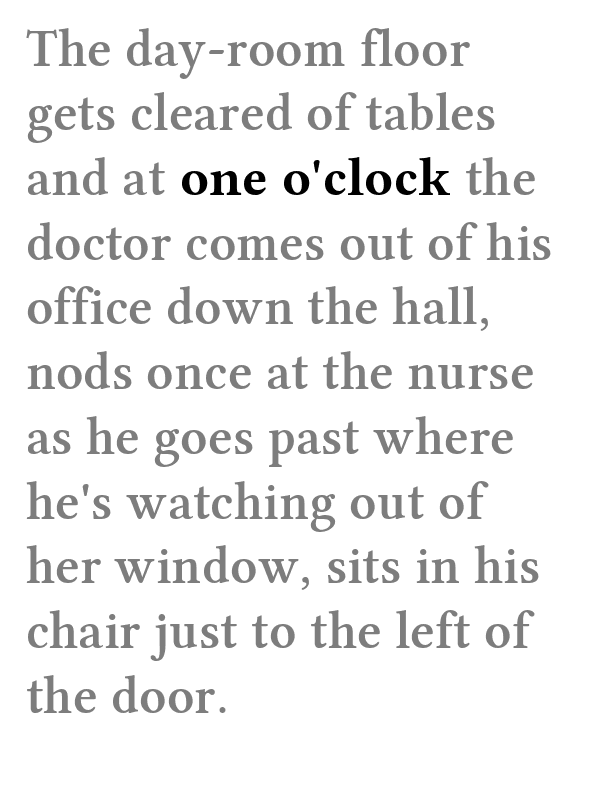 The day-room floor
gets cleared of tables
and at one o'clock the
doctor comes out of his
office down the hall,
nods once at the nurse
as he goes past where
he's watching out of
her window, sits in his
chair just to the left of
the door.